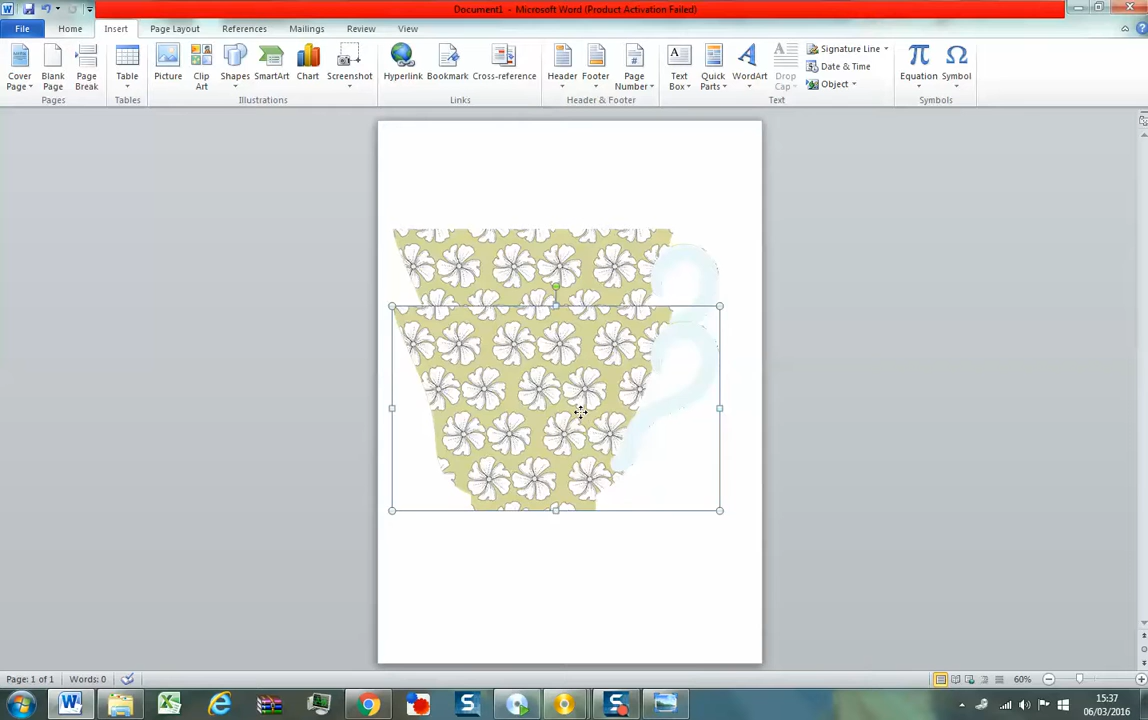 Document1 - Microsoft Word (Product Activation Failed)
File Home Insert Page Layout References Mailings Review View
Cover Page Blank Page Page Break
Pages
Table
Tables
Picture Clip Art Shapes SmartArt Chart Screenshot
Illustrations
Hyperlink Bookmark Cross-reference
Links
Header Footer Page Number
Header & Footer
Text Box Quick Parts WordArt Drop Cap
Signature Line
Date & Time
Object
Text
Equation Symbol
Symbols
Page: 1 of 1 Words: 0 60%
15:37
06/03/2016